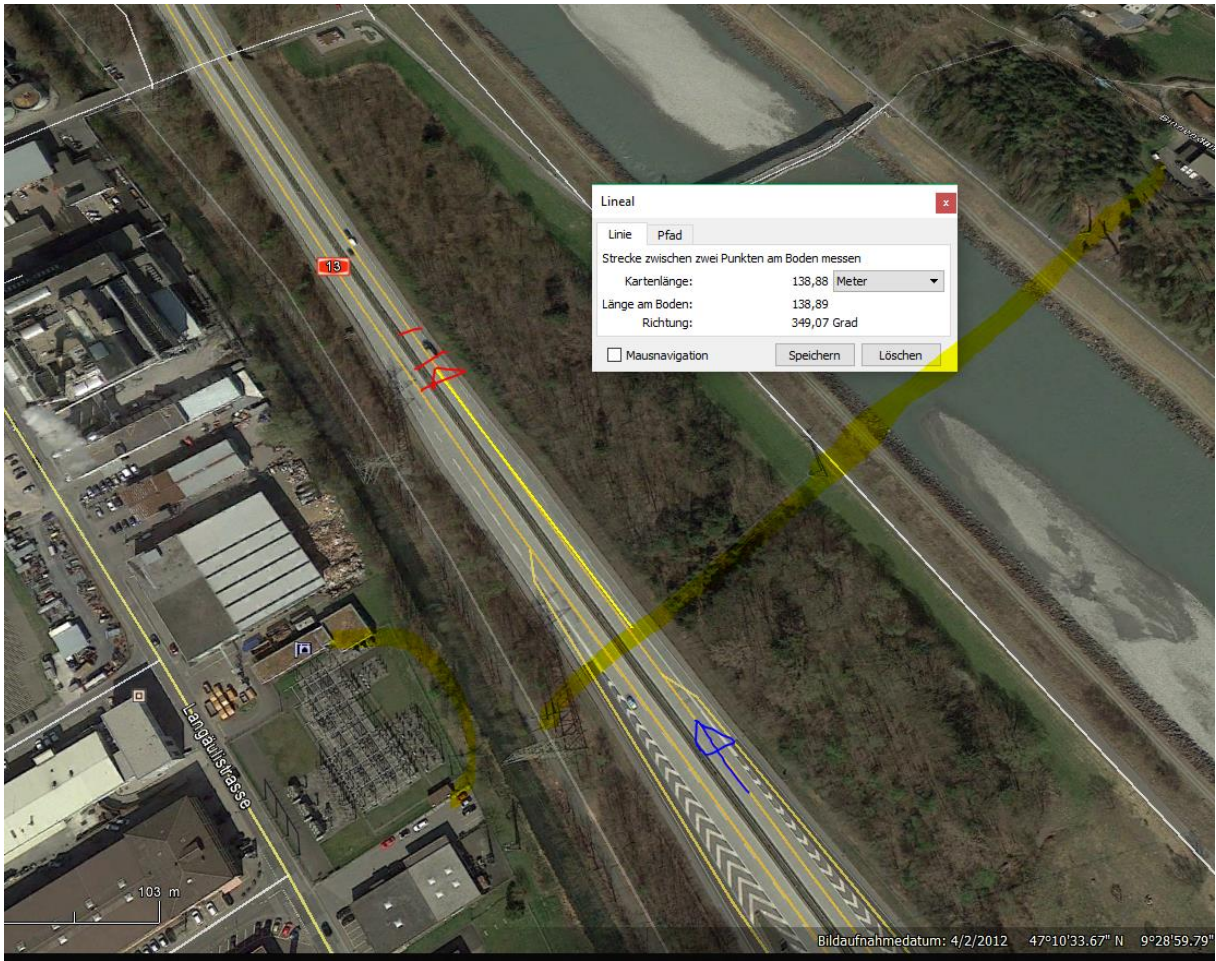 13
Lineal
x
Linie
Pfad
Strecke zwischen zwei Punkten am Boden messen
Kartenlänge:
138,88
Meter
Länge am Boden:
138,89
Richtung:
349,07 Grad
Mausnavigation
Speichern
Löschen
Langäulistrasse
103 m
Bildaufnahmedatum: 4/2/2012 47°10'33.67" N 9°28'59.79"